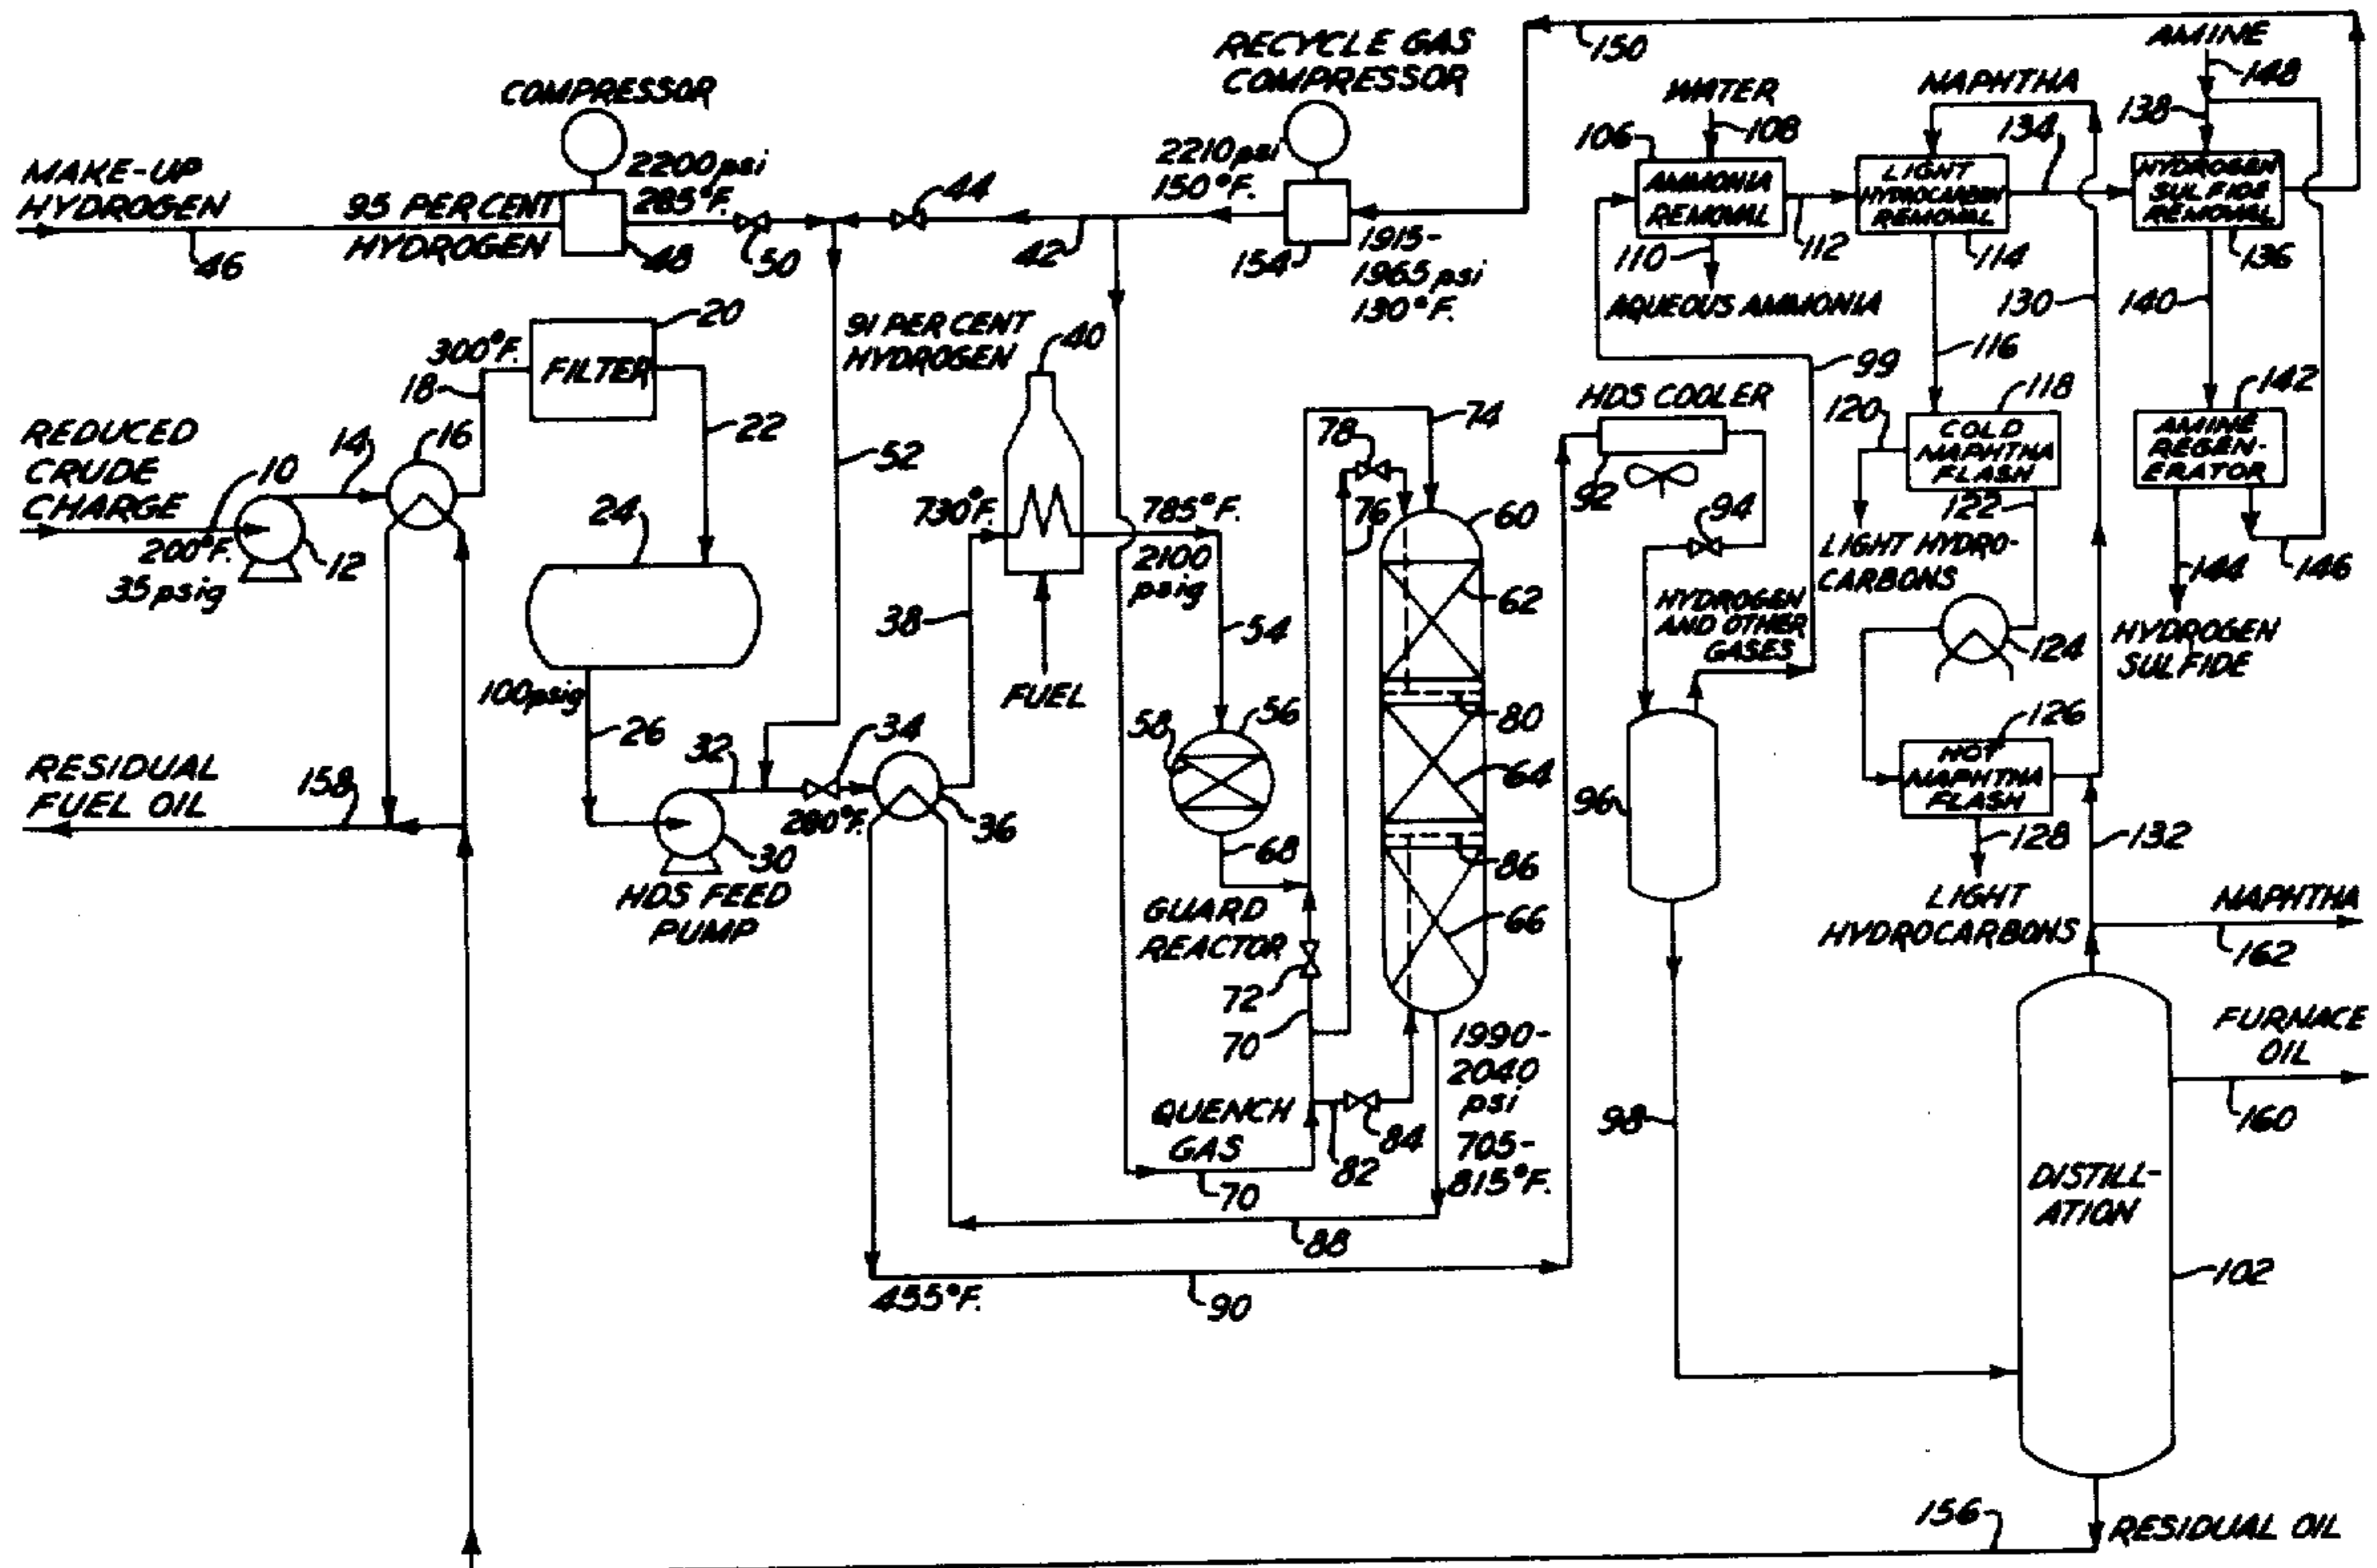 RECYCLE GAS
COMPRESSOR
150
AMINE
148
COMPRESSOR
WATER
NAPHTHA
138
106
108
134
2200 psi
285°F.
2210 psi
150°F.
44
MAKE-UP
HYDROGEN
95 PERCENT
HYDROGEN
AMMONIA
REMOVAL
LIGHT
HYDROCARBON
REMOVAL
HYDROGEN
SULFIDE
REMOVAL
46
48
50
42
154
1915-
1965 psi
130°F.
110
112
114
136
AQUEOUS AMMONIA
130
140
20
91 PERCENT
HYDROGEN
40
116
99
300°F.
18
FILTER
HDS COOLER
118
142
120
REDUCED
CRUDE
CHARGE
10
14
16
22
52
78
74
COLD
NAPHTHA
FLASH
AMINE
REGEN-
ERATOR
92
122
730°F.
785°F.
76
60
94
24
200°F.
35 psig
12
2100
psig
LIGHT HYDRO-
CARBONS
144
146
62
HYDROGEN
AND OTHER
GASES
38
54
124
HYDROGEN
SULFIDE
FUEL
100 psig
26
34
56
58
80
126
RESIDUAL
FUEL OIL
158
32
64
96
HOT
NAPHTHA
FLASH
280°F.
36
30
68
86
128
132
HDS FEED
PUMP
GUARD
REACTOR
66
LIGHT
HYDROCARBONS
NAPHTHA
162
72
70
1990-
2040
psi
705-
815°F.
FURNACE
OIL
160
QUENCH
GAS
82
84
98
70
DISTILL-
ATION
88
102
455°F.
90
156
RESIDUAL OIL